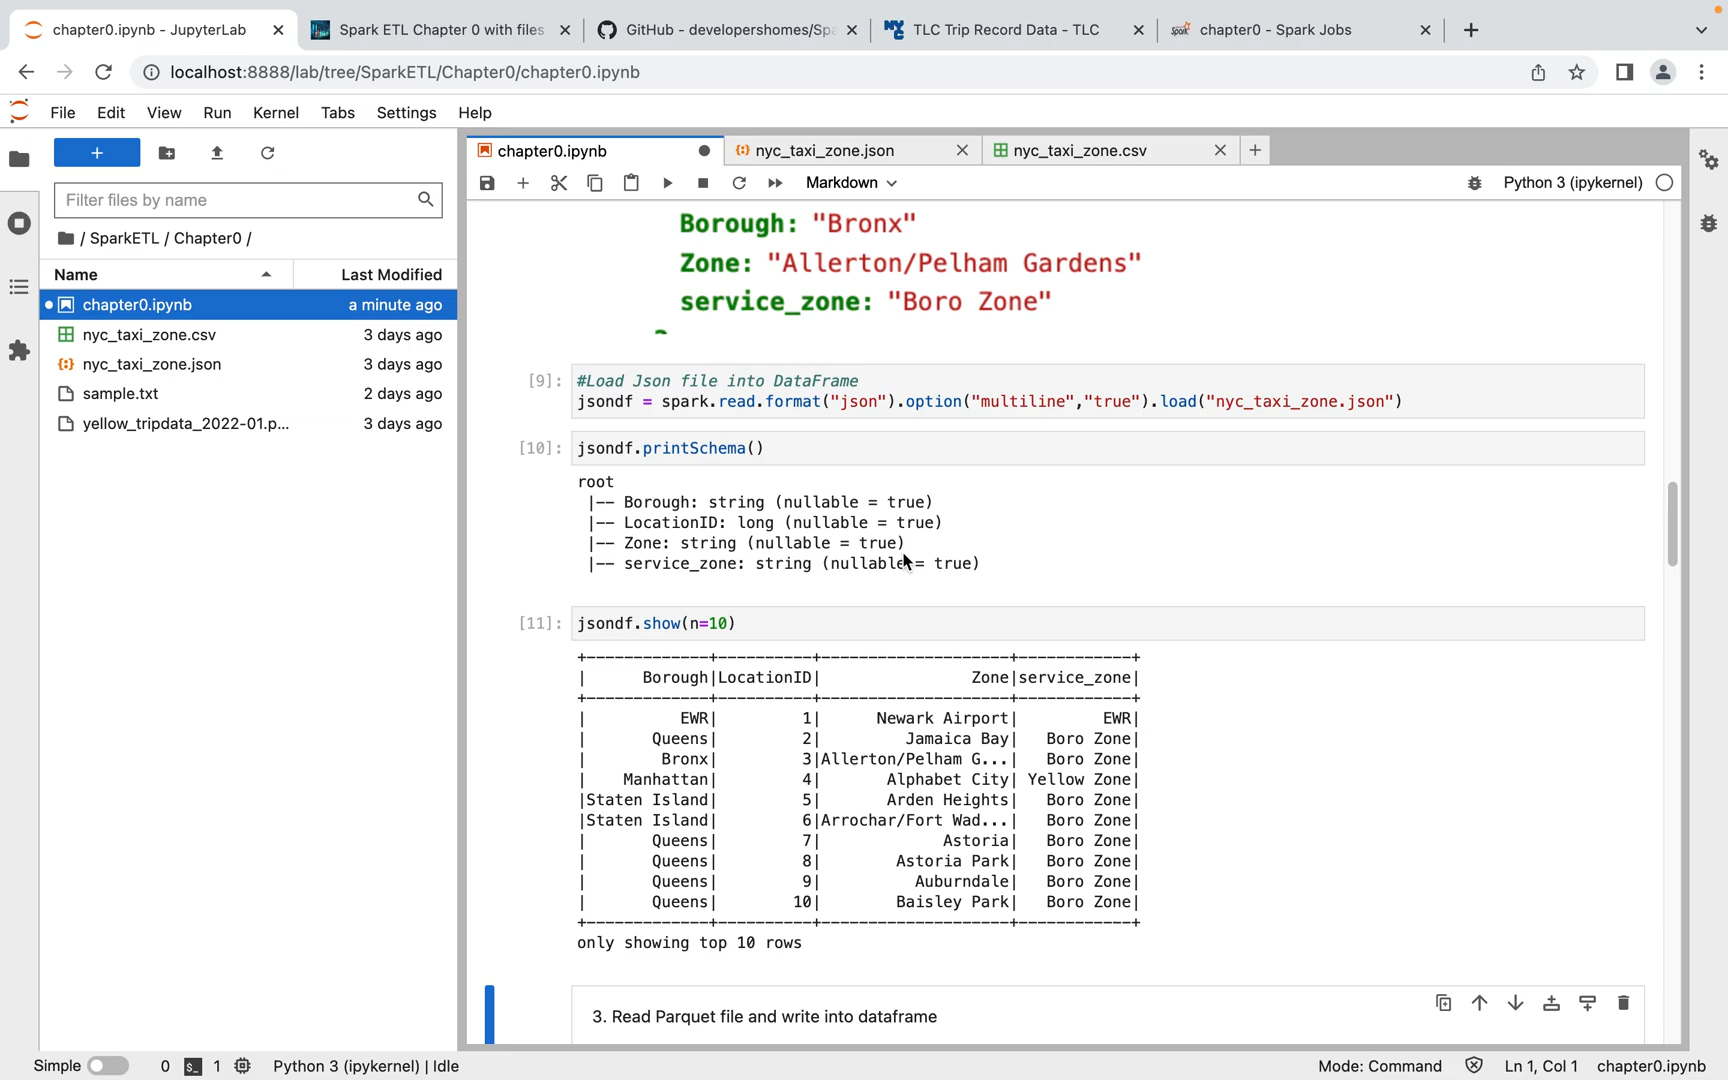 chapter0.ipynb - JupyterLab
Spark ETL Chapter 0 with files
GitHub - developershomes/Spa
TLC Trip Record Data - TLC
chapter0 - Spark Jobs
localhost:8888/lab/tree/SparkETL/Chapter0/chapter0.ipynb
File Edit View Run Kernel Tabs Settings Help
Filter files by name
/ SparkETL / Chapter0 /
Name Last Modified
chapter0.ipynb a minute ago
nyc_taxi_zone.csv 3 days ago
nyc_taxi_zone.json 3 days ago
sample.txt 2 days ago
yellow_tripdata_2022-01.p... 3 days ago
chapter0.ipynb
nyc_taxi_zone.json
nyc_taxi_zone.csv
Markdown
Python 3 (ipykernel)
Borough: "Bronx"
Zone: "Allerton/Pelham Gardens"
service_zone: "Boro Zone"
[9]: #Load Json file into DataFrame
jsondf = spark.read.format("json").option("multiline","true").load("nyc_taxi_zone.json")
[10]: jsondf.printSchema()
root
|-- Borough: string (nullable = true)
|-- LocationID: long (nullable = true)
|-- Zone: string (nullable = true)
|-- service_zone: string (nullable = true)
[11]: jsondf.show(n=10)
+-------------+----------+--------------------+------------+
| Borough|LocationID| Zone|service_zone|
+-------------+----------+--------------------+------------+
| EWR| 1| Newark Airport| EWR|
| Queens| 2| Jamaica Bay| Boro Zone|
| Bronx| 3|Allerton/Pelham G...| Boro Zone|
| Manhattan| 4| Alphabet City| Yellow Zone|
|Staten Island| 5| Arden Heights| Boro Zone|
|Staten Island| 6|Arrochar/Fort Wad...| Boro Zone|
| Queens| 7| Astoria| Boro Zone|
| Queens| 8| Astoria Park| Boro Zone|
| Queens| 9| Auburndale| Boro Zone|
| Queens| 10| Baisley Park| Boro Zone|
+-------------+----------+--------------------+------------+
only showing top 10 rows
3. Read Parquet file and write into dataframe
Simple 0 1 Python 3 (ipykernel) | Idle Mode: Command Ln 1, Col 1 chapter0.ipynb